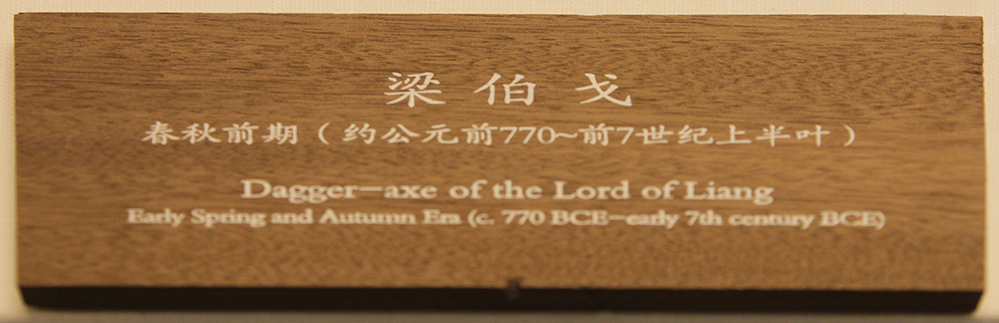 梁伯戈
春秋前期（约公元前770~前7世纪上半叶）
Dagger-axe of the Lord of Liang
Early Spring and Autumn Era (c. 770 BCE-early 7th century BCE)